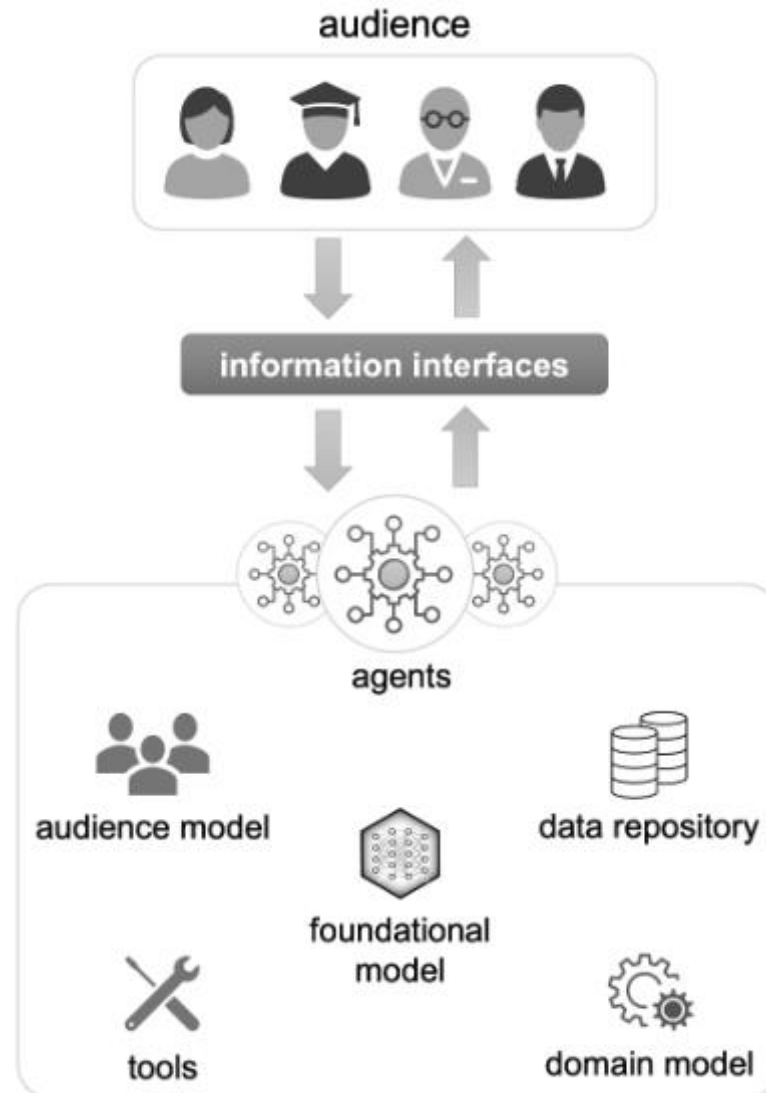 audience
information interfaces
agents
audience model
data repository
foundational
model
tools
domain model